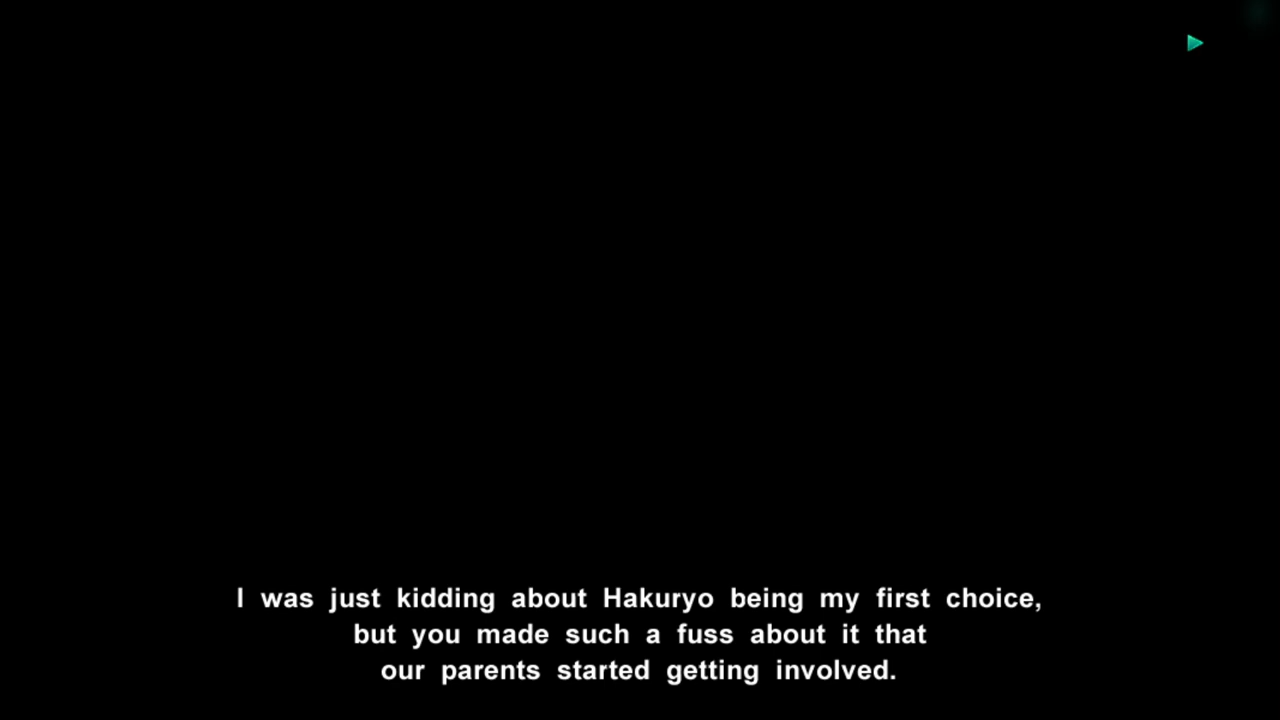 I was just kidding about Hakuryo being my first choice,
but you made such a fuss about it that
our parents started getting involved.